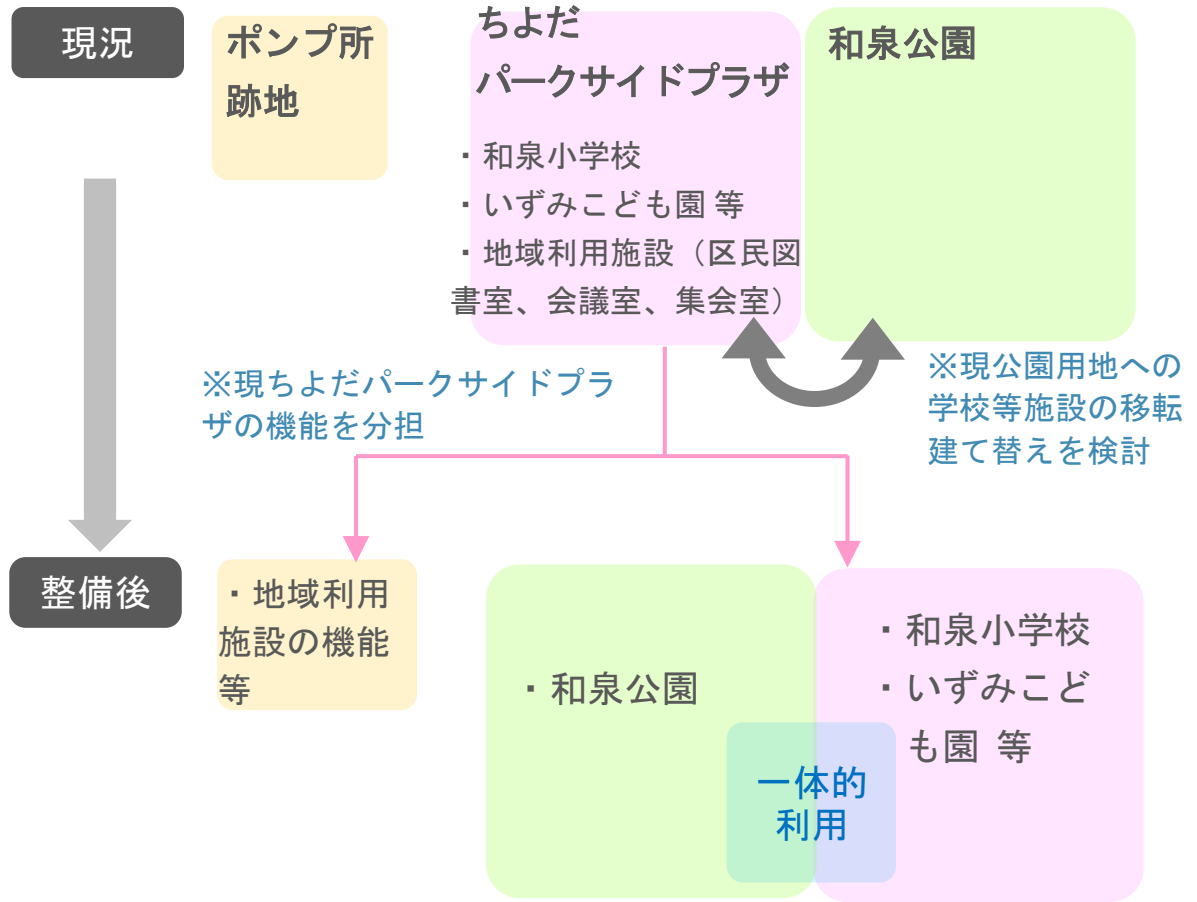 現況
ポンプ所
跡地
ちよだ
パークサイドプラザ
・和泉小学校
・いずみこども園 等
・地域利用施設（区民図
書室、会議室、集会室）
和泉公園
※現ちよだパークサイドプラ
ザの機能を分担
※現公園用地への
学校等施設の移転
建て替えを検討
整備後
・地域利用
施設の機能
等
・和泉公園
・和泉小学校
・いずみこど
も園 等
一体的
利用